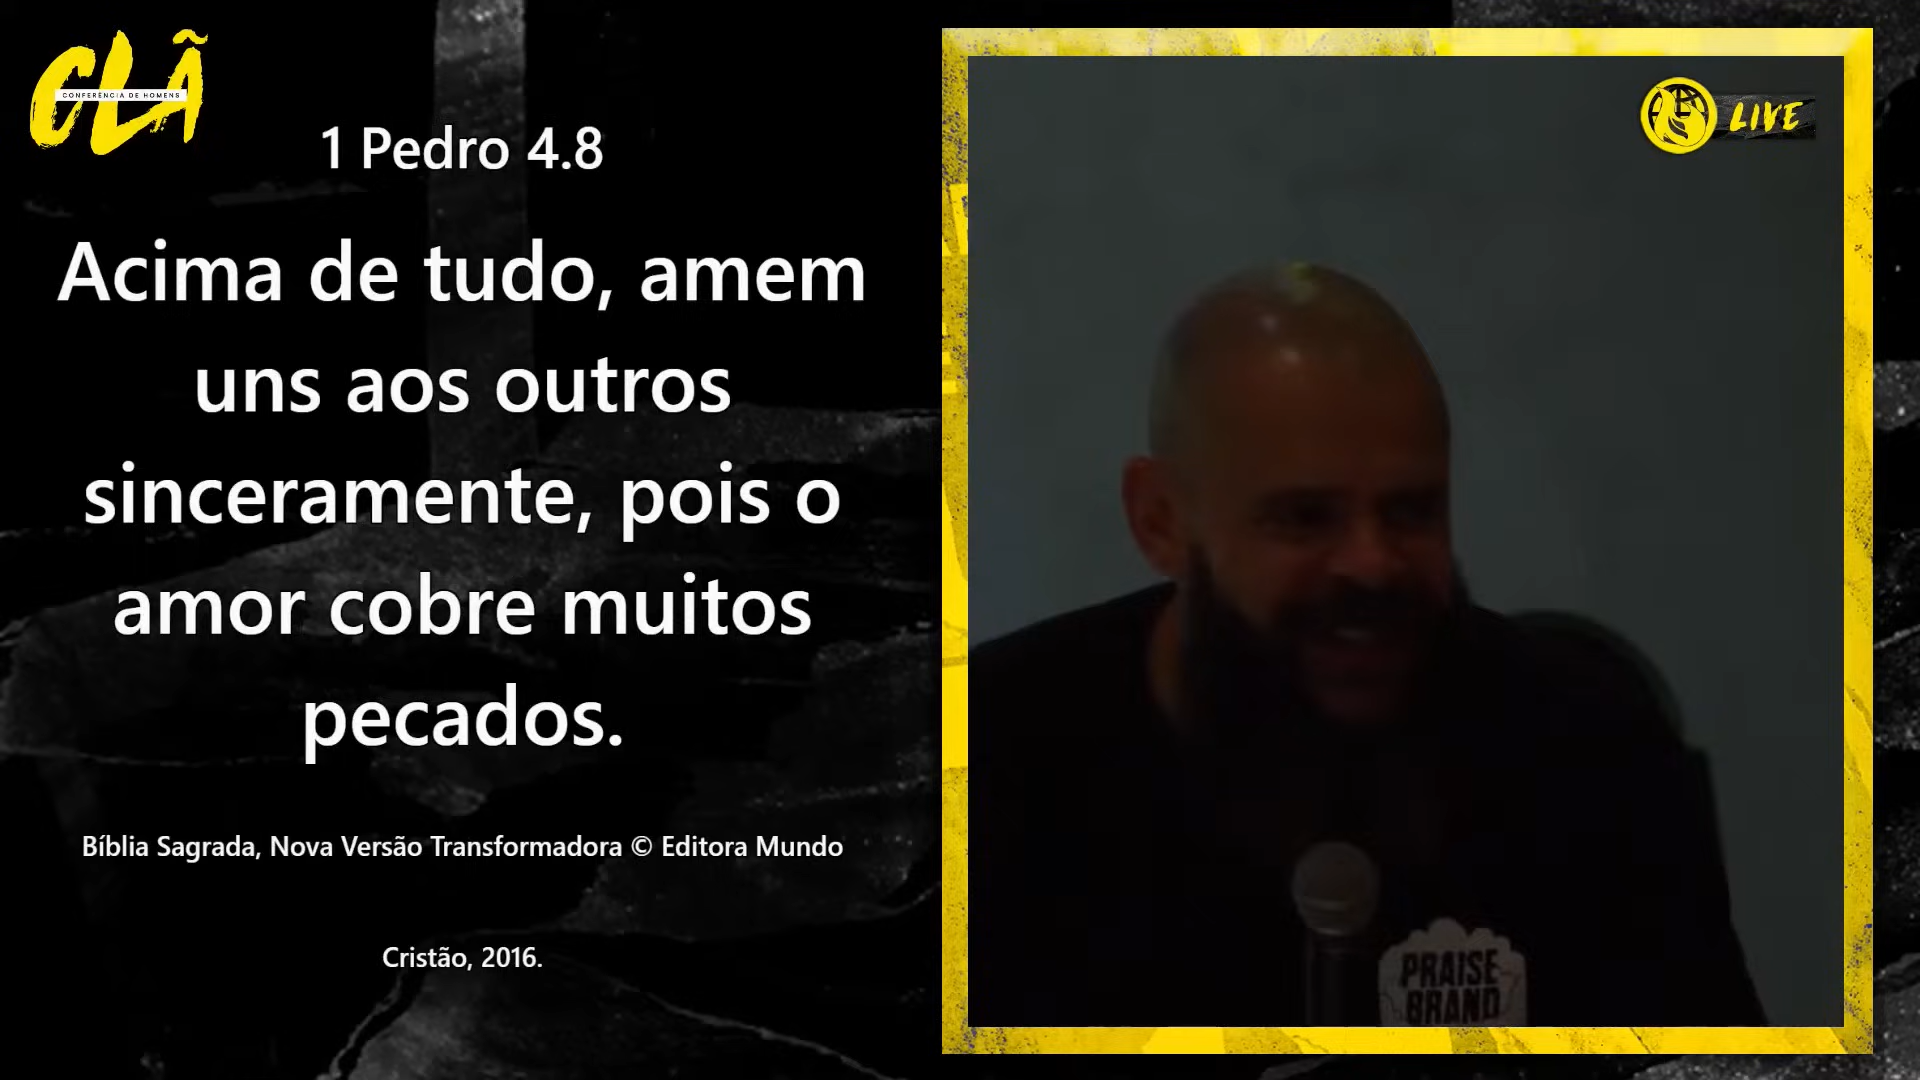 CLÃ
CONFERÊNCIA DE HOMENS
1 Pedro 4.8
Acima de tudo, amem
uns aos outros
sinceramente, pois o
amor cobre muitos
pecados.
Bíblia Sagrada, Nova Versão Transformadora © Editora Mundo
Cristão, 2016.
LIVE
PRAISE
BRAND